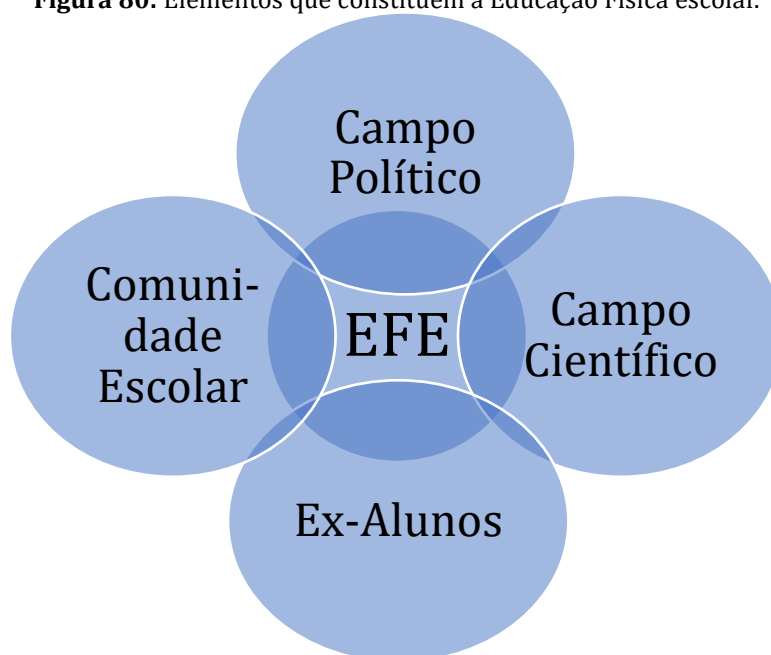 Figura 80. Elementos que constituem a Educação Física escolar.
Campo
Político
Comuni-
dade
Escolar
EFE
Campo
Científico
Ex-Alunos